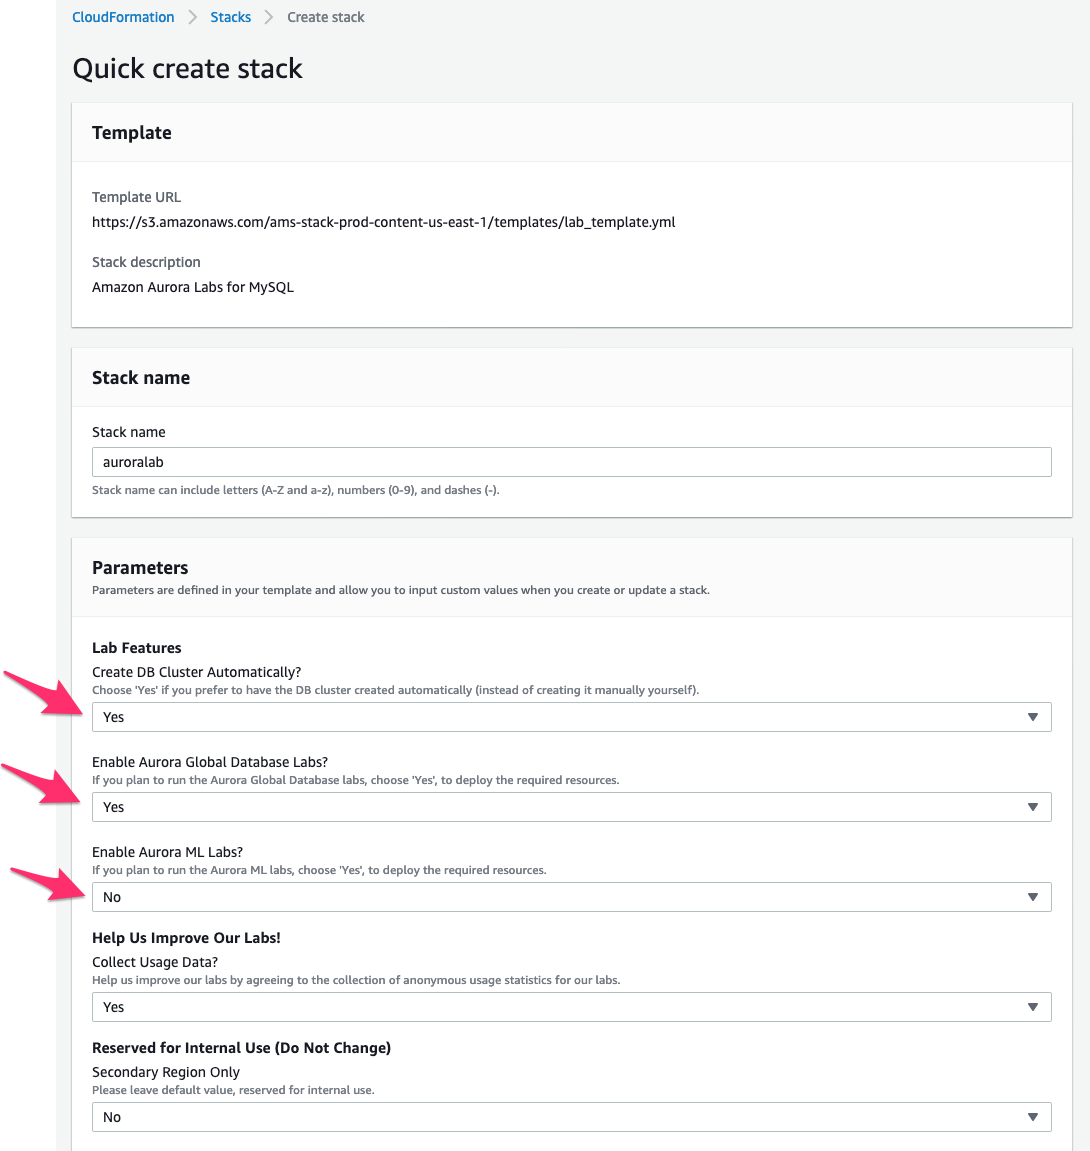 CloudFormation > Stacks > Create stack
Quick create stack
Template
Template URL
https://s3.amazonaws.com/ams-stack-prod-content-us-east-1/templates/lab_template.yml
Stack description
Amazon Aurora Labs for MySQL
Stack name
Stack name
auroralab
Stack name can include letters (A-Z and a-z), numbers (0-9), and dashes (-).
Parameters
Parameters are defined in your template and allow you to input custom values when you create or update a stack.
Lab Features
Create DB Cluster Automatically?
Choose 'Yes' if you prefer to have the DB cluster created automatically (instead of creating it manually yourself).
Yes
Enable Aurora Global Database Labs?
If you plan to run the Aurora Global Database labs, choose 'Yes', to deploy the required resources.
Yes
Enable Aurora ML Labs?
If you plan to run the Aurora ML labs, choose 'Yes', to deploy the required resources.
No
Help Us Improve Our Labs!
Collect Usage Data?
Help us improve our labs by agreeing to the collection of anonymous usage statistics for our labs.
Yes
Reserved for Internal Use (Do Not Change)
Secondary Region Only
Please leave default value, reserved for internal use.
No